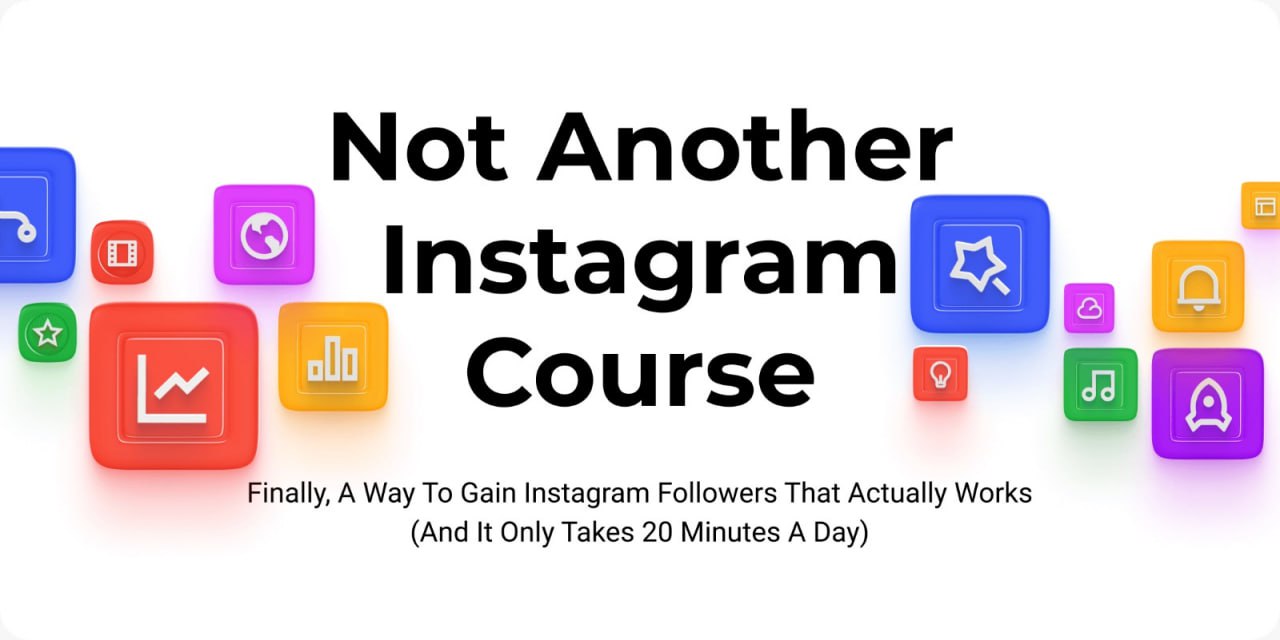 Not Another
Instagram
Course
Finally, A Way To Gain Instagram Followers That Actually Works
(And It Only Takes 20 Minutes A Day)